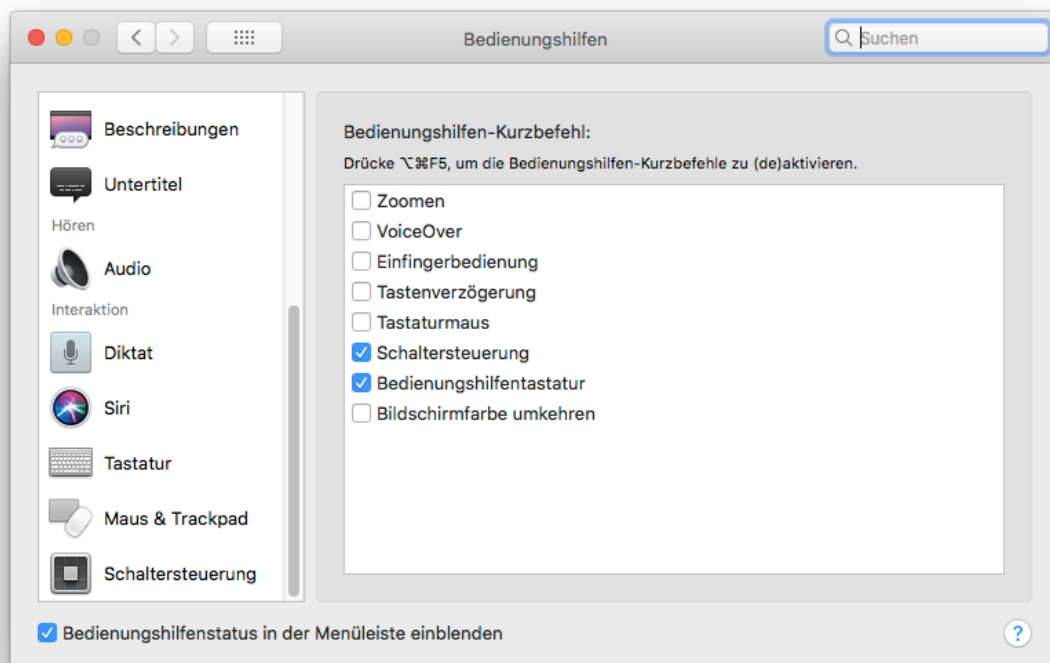 Bedienungshilfen
Suchen
Beschreibungen
Untertitel
Hören
Audio
Interaktion
Diktat
Siri
Tastatur
Maus & Trackpad
Schaltersteuerung
Bedienungshilfen-Kurzbefehl:
Drücke ⌥⌘F5, um die Bedienungshilfen-Kurzbefehle zu (de)aktivieren.
Zoomen
VoiceOver
Einfingerbedienung
Tastenverzögerung
Tastaturmaus
Schaltersteuerung
Bedienungshilfentastatur
Bildschirmfarbe umkehren
Bedienungshilfenstatus in der Menüleiste einblenden
?